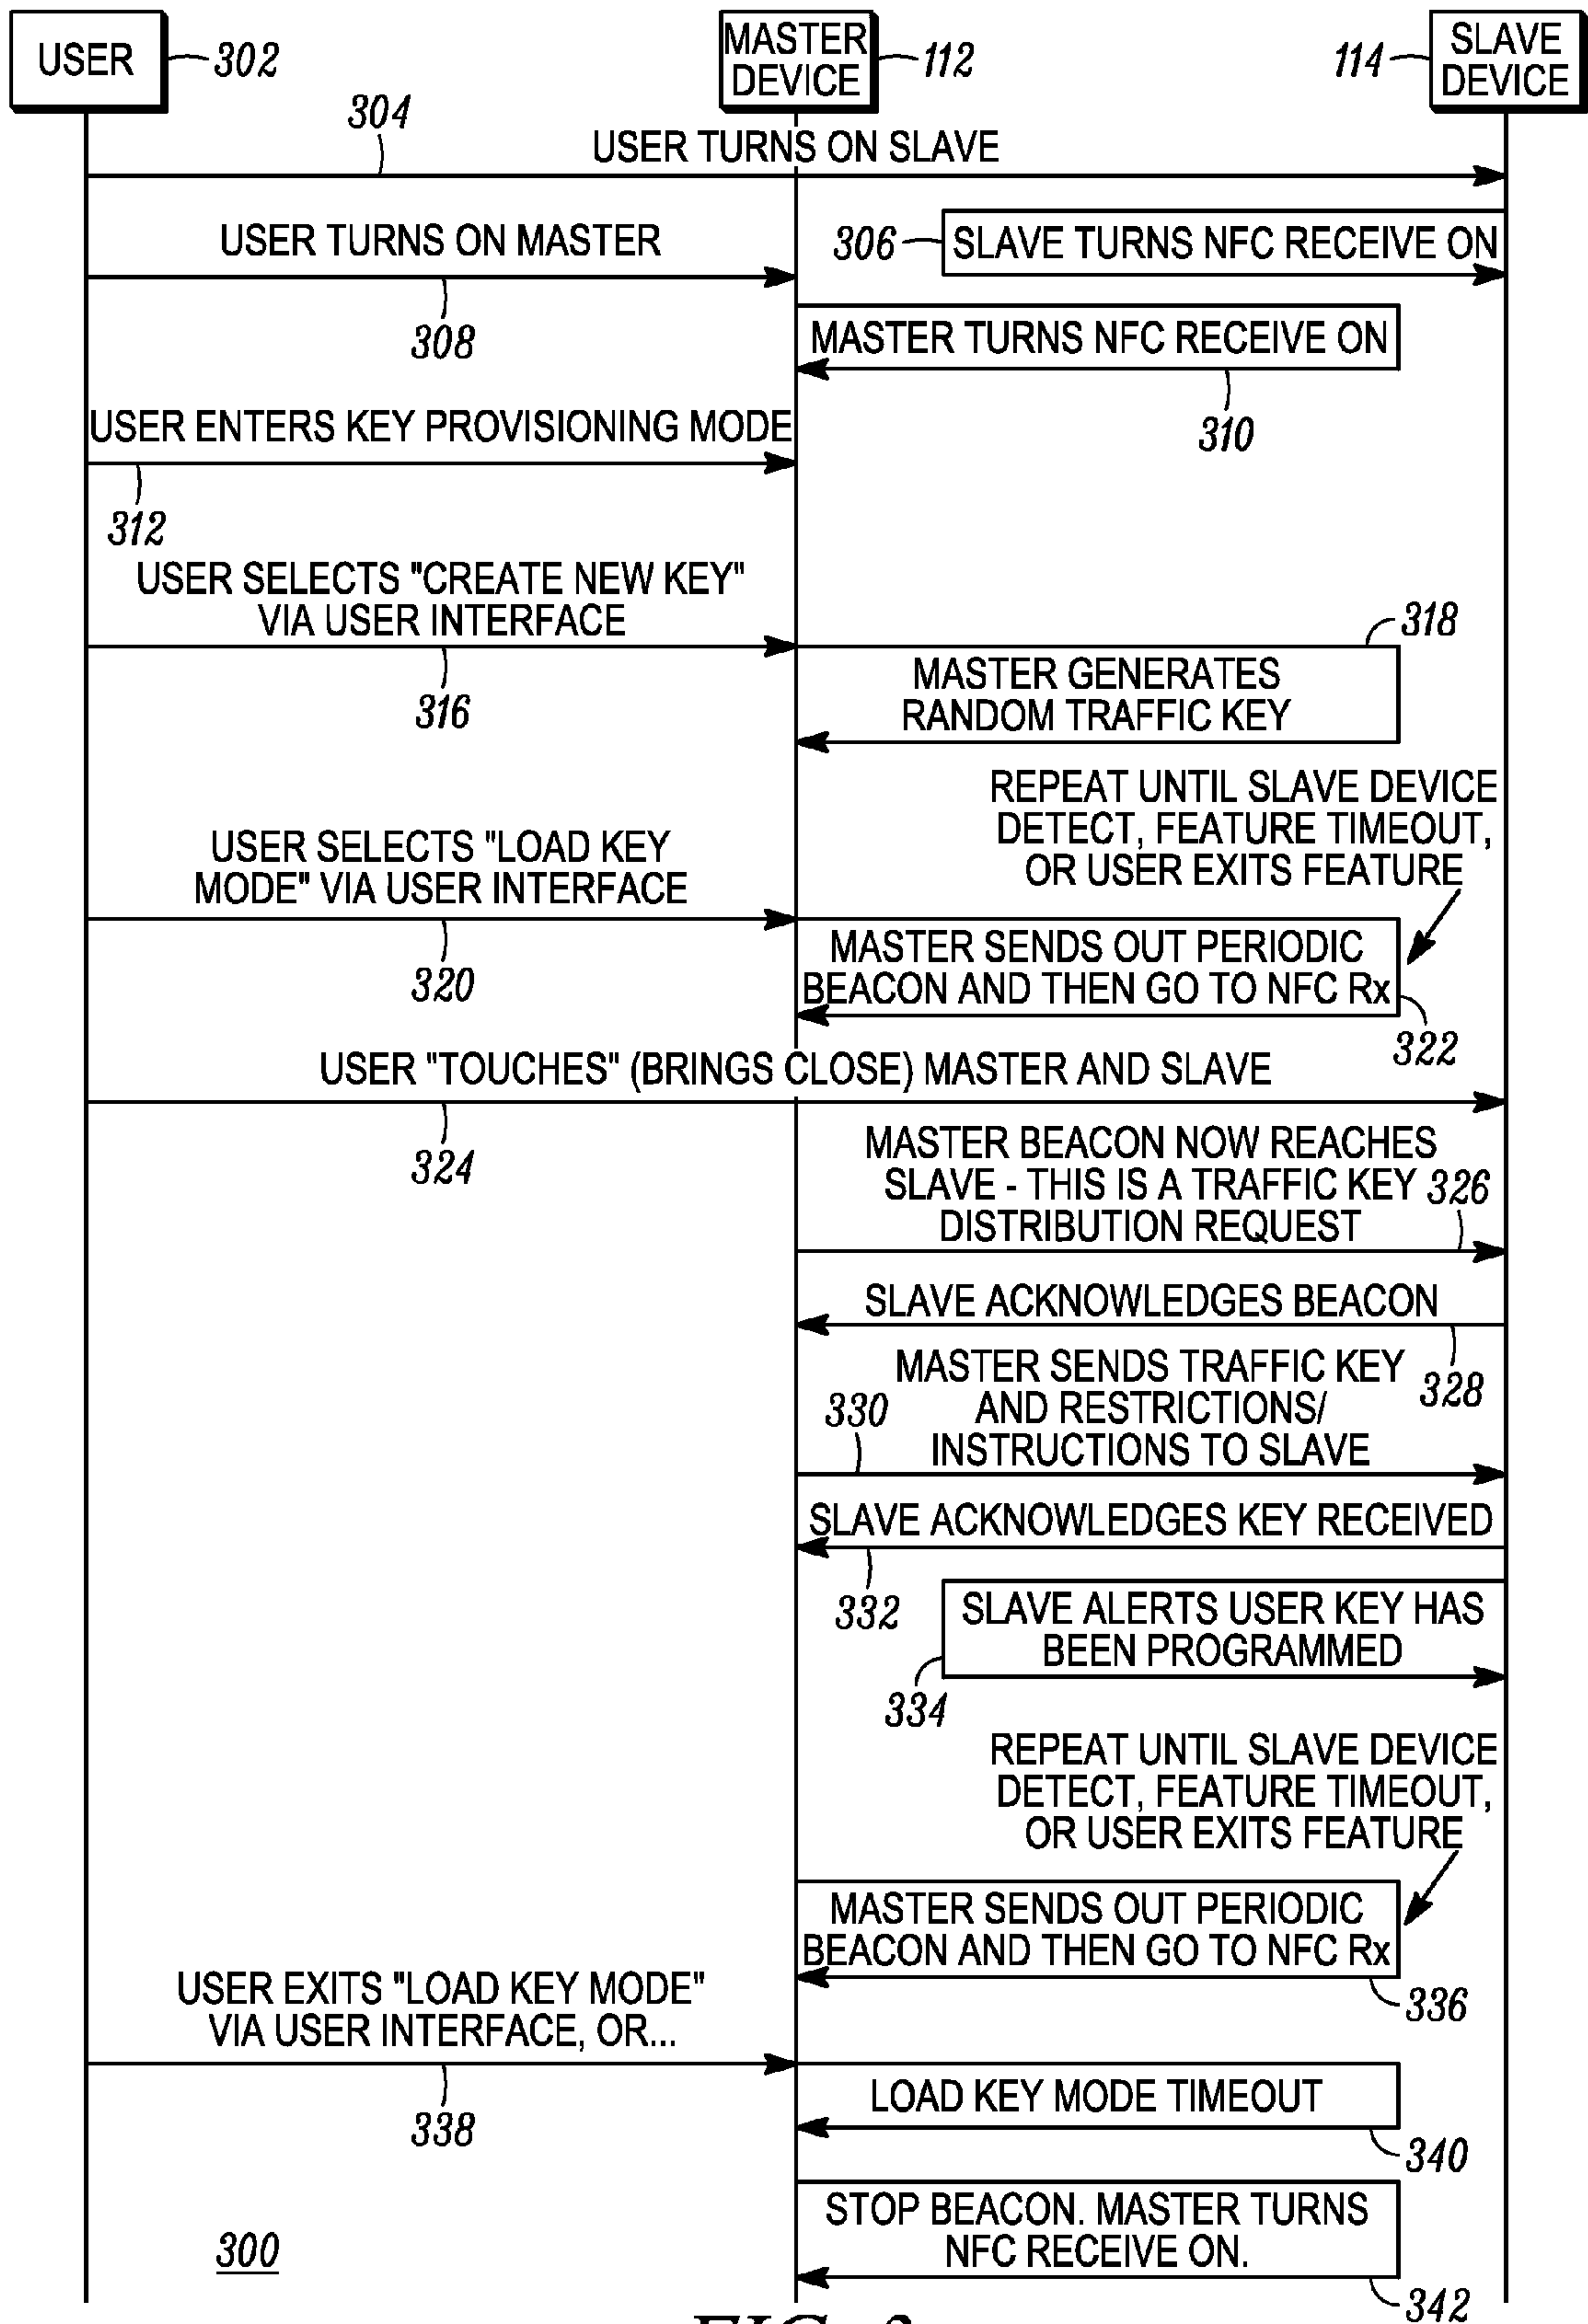 USER
302
MASTER
DEVICE
112
114
SLAVE
DEVICE
304
USER TURNS ON SLAVE
USER TURNS ON MASTER
306
SLAVE TURNS NFC RECEIVE ON
308
MASTER TURNS NFC RECEIVE ON
310
USER ENTERS KEY PROVISIONING MODE
312
USER SELECTS "CREATE NEW KEY"
VIA USER INTERFACE
316
318
MASTER GENERATES
RANDOM TRAFFIC KEY
REPEAT UNTIL SLAVE DEVICE
DETECT, FEATURE TIMEOUT,
OR USER EXITS FEATURE
USER SELECTS "LOAD KEY
MODE" VIA USER INTERFACE
320
MASTER SENDS OUT PERIODIC
BEACON AND THEN GO TO NFC Rx
322
USER "TOUCHES" (BRINGS CLOSE) MASTER AND SLAVE
324
MASTER BEACON NOW REACHES
SLAVE - THIS IS A TRAFFIC KEY
DISTRIBUTION REQUEST
326
SLAVE ACKNOWLEDGES BEACON
328
MASTER SENDS TRAFFIC KEY
AND RESTRICTIONS/
INSTRUCTIONS TO SLAVE
330
SLAVE ACKNOWLEDGES KEY RECEIVED
332
SLAVE ALERTS USER KEY HAS
BEEN PROGRAMMED
334
REPEAT UNTIL SLAVE DEVICE
DETECT, FEATURE TIMEOUT,
OR USER EXITS FEATURE
MASTER SENDS OUT PERIODIC
BEACON AND THEN GO TO NFC Rx
336
USER EXITS "LOAD KEY MODE"
VIA USER INTERFACE, OR...
338
LOAD KEY MODE TIMEOUT
340
STOP BEACON. MASTER TURNS
NFC RECEIVE ON.
342
300